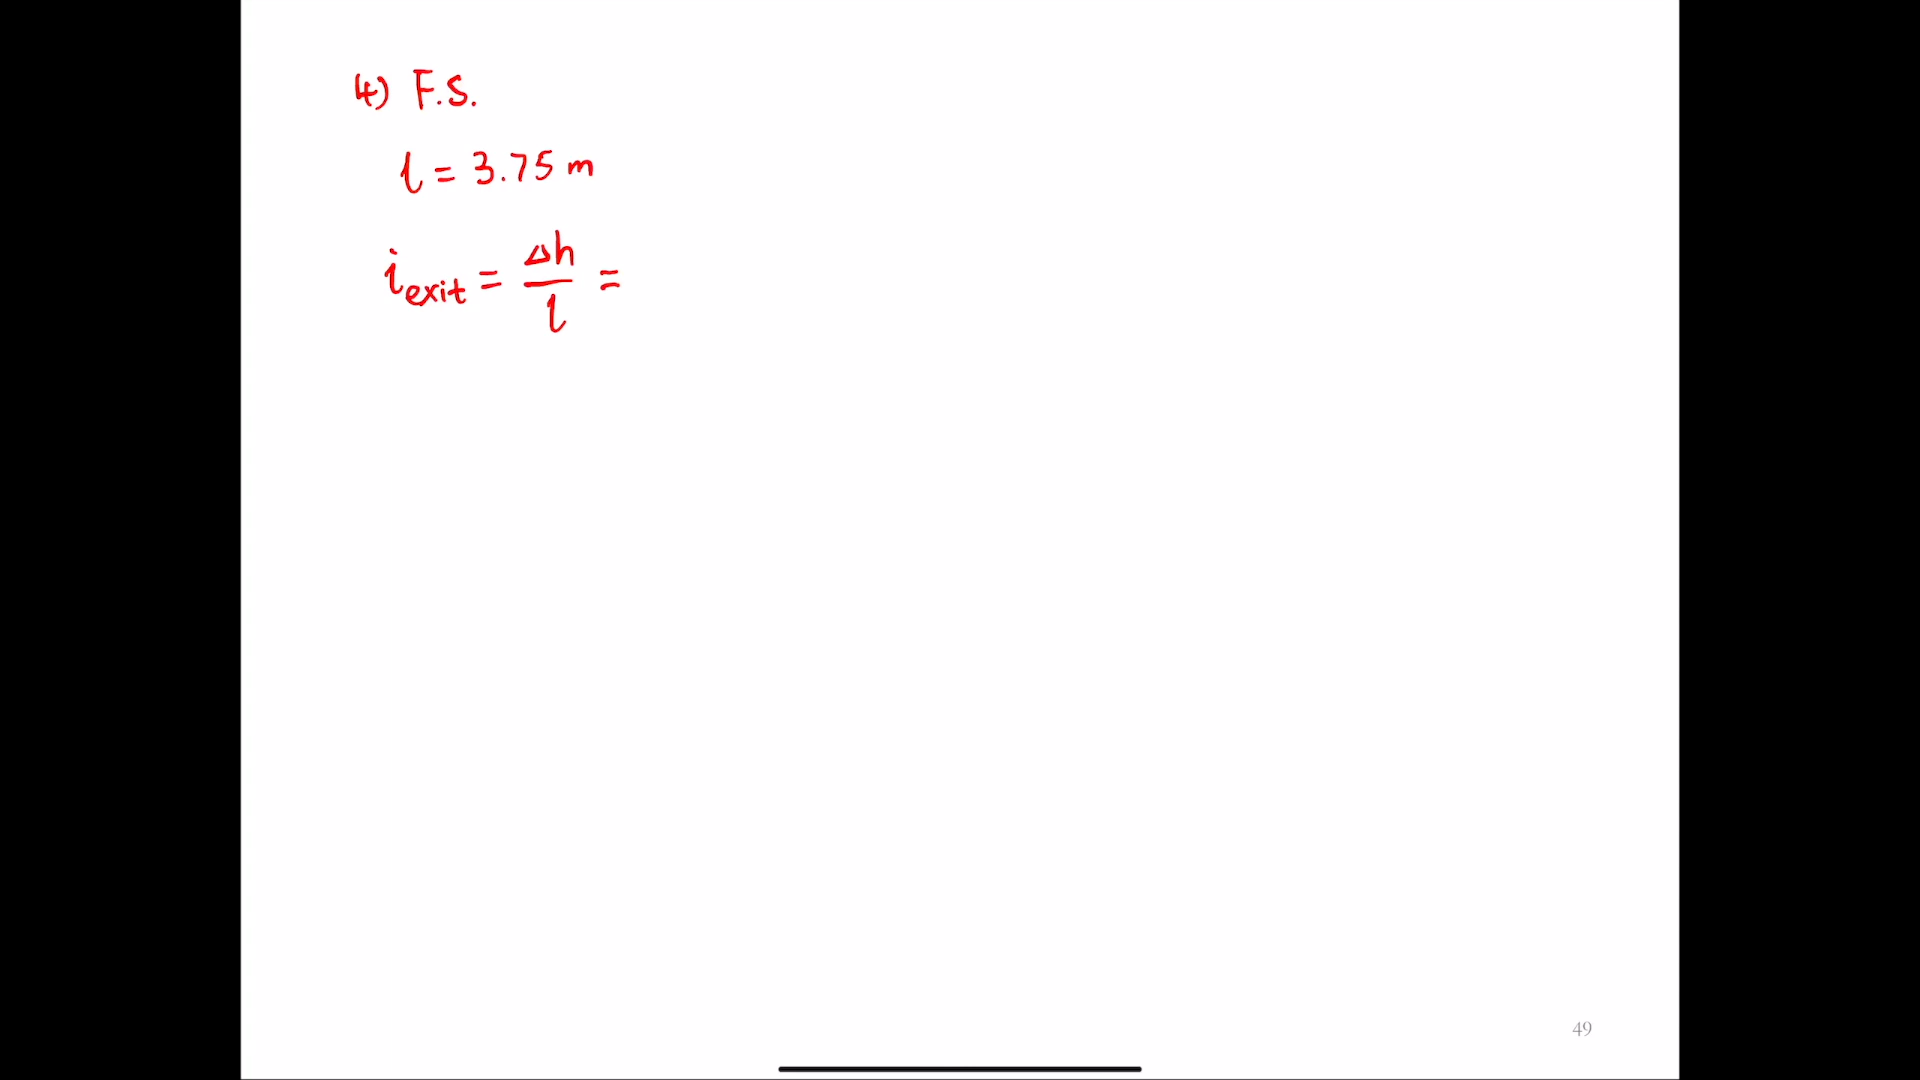 4) F.S.
l = 3.75 m
i_exit = Δh / l =
49